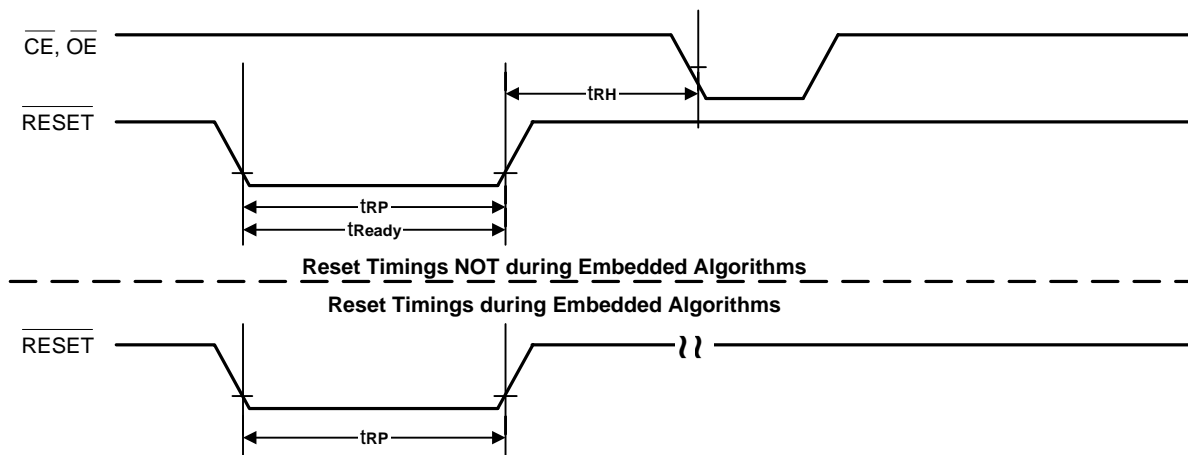 CE, OE
tRH
RESET
tRP
tReady
Reset Timings NOT during Embedded Algorithms
Reset Timings during Embedded Algorithms
RESET
tRP